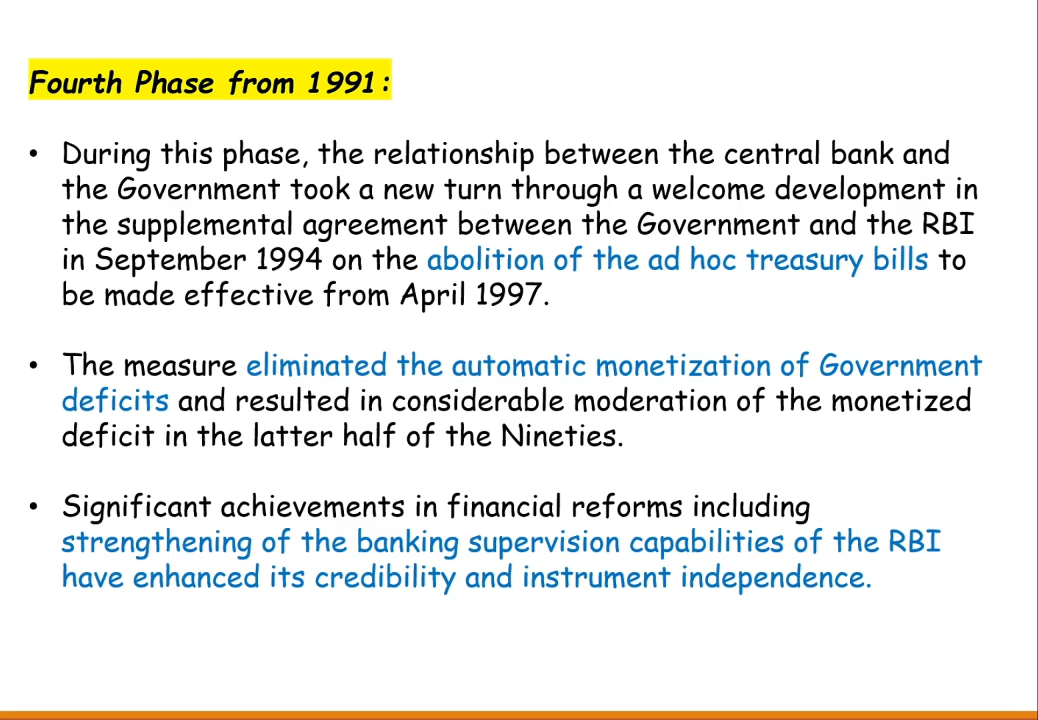 Fourth Phase from 1991:
• During this phase, the relationship between the central bank and
the Government took a new turn through a welcome development in
the supplemental agreement between the Government and the RBI
in September 1994 on the abolition of the ad hoc treasury bills to
be made effective from April 1997.
• The measure eliminated the automatic monetization of Government
deficits and resulted in considerable moderation of the monetized
deficit in the latter half of the Nineties.
• Significant achievements in financial reforms including
strengthening of the banking supervision capabilities of the RBI
have enhanced its credibility and instrument independence.